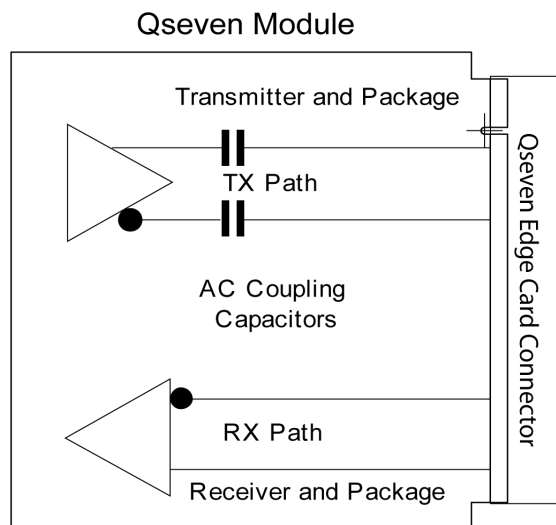 Qseven Module
Transmitter and Package
TX Path
AC Coupling
Capacitors
RX Path
Receiver and Package
Qseven Edge Card Connector